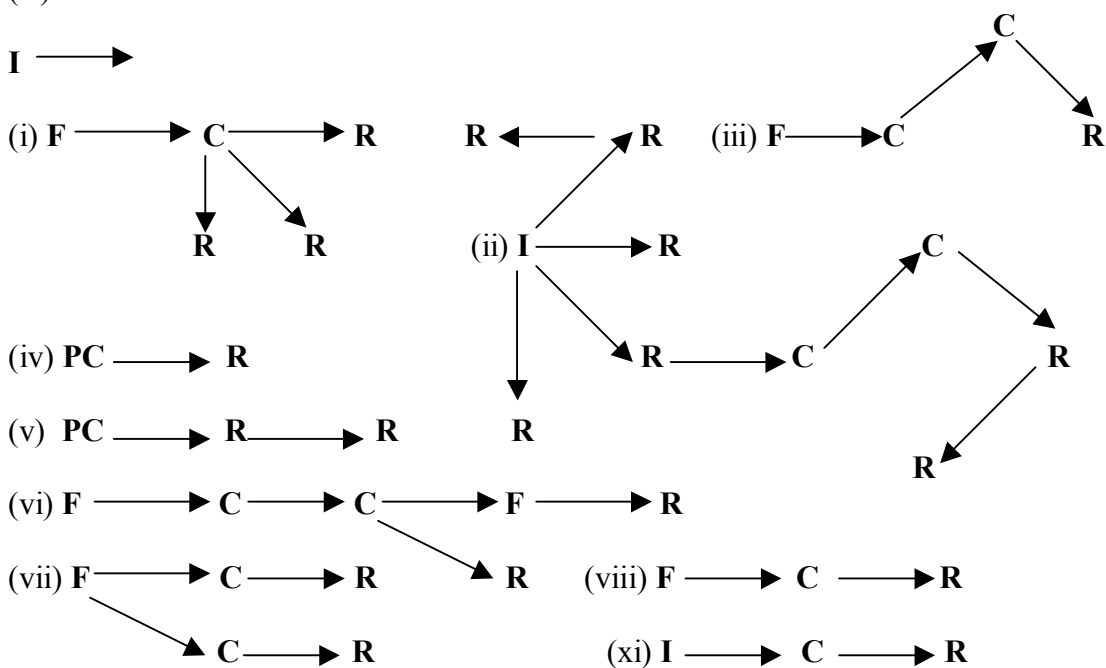 I
C
(i) F C R R R (iii) F C R
R R (ii) I R C
(iv) PC R R C R
(v) PC R R R
R
(vi) F C C F R
(vii) F C R R (viii) F C R
C R (xi) I C R